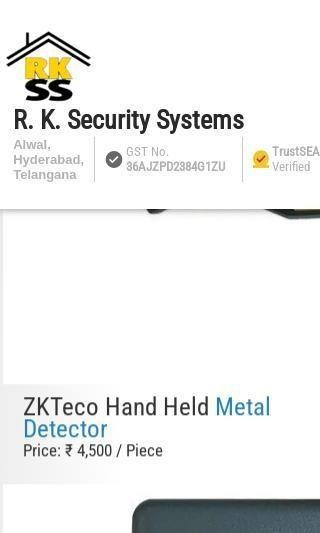 RK
SS
R. K. Security Systems
Alwal,
Hyderabad,
Telangana
GST No.
36AJZPD2384G1ZU
TrustSEA
Verified
ZKTeco Hand Held Metal
Detector
Price: ₹ 4,500 / Piece